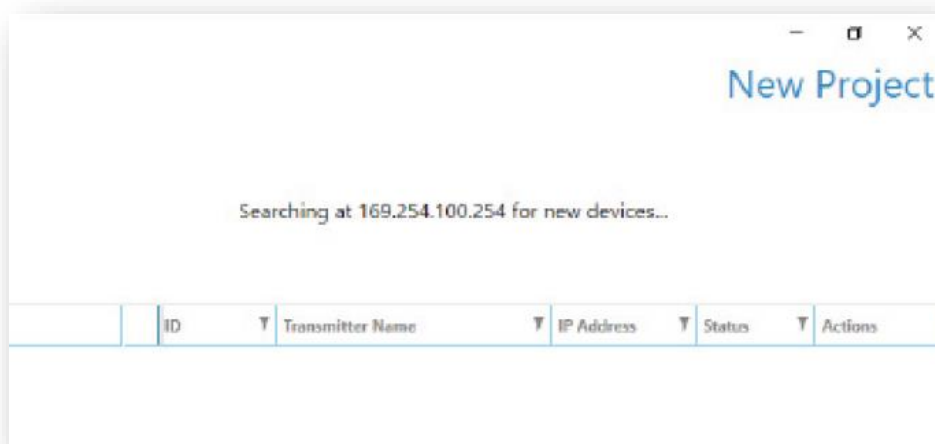 New Project
Searching at 169.254.100.254 for new devices...
ID Transmitter Name IP Address Status Actions